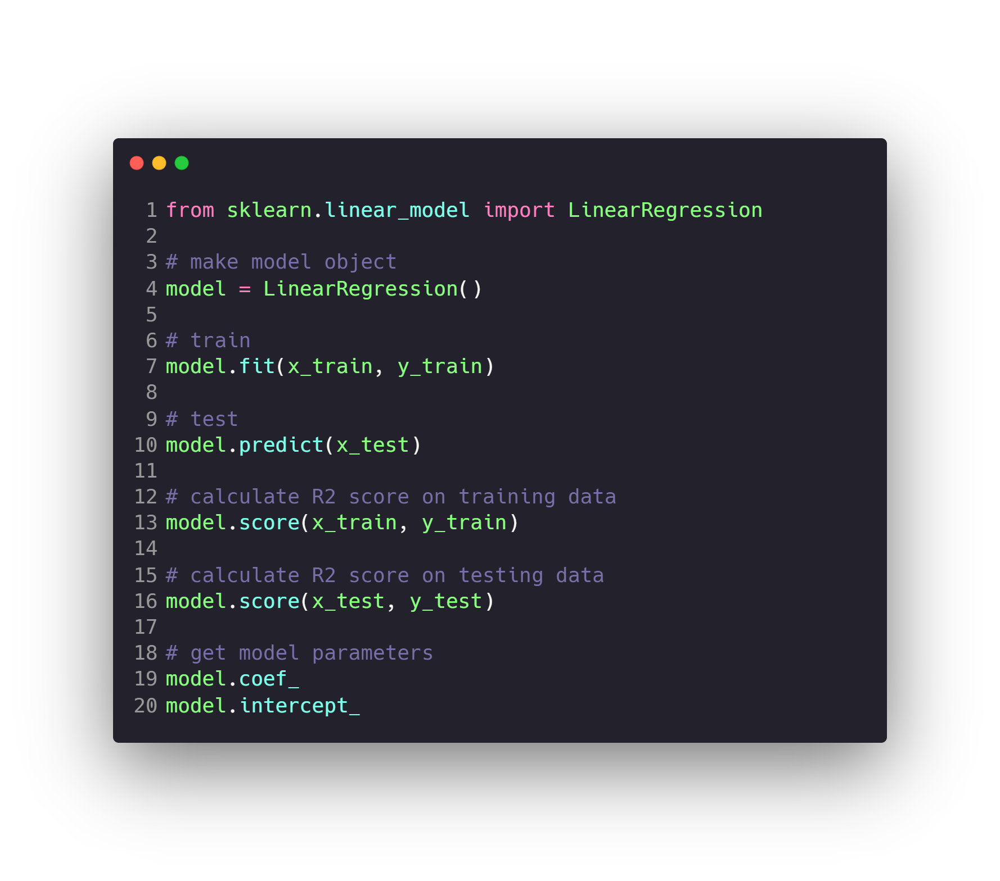 1 from sklearn.linear_model import LinearRegression
2
3 # make model object
4 model = LinearRegression()
5
6 # train
7 model.fit(x_train, y_train)
8
9 # test
10 model.predict(x_test)
11
12 # calculate R2 score on training data
13 model.score(x_train, y_train)
14
15 # calculate R2 score on testing data
16 model.score(x_test, y_test)
17
18 # get model parameters
19 model.coef_
20 model.intercept_